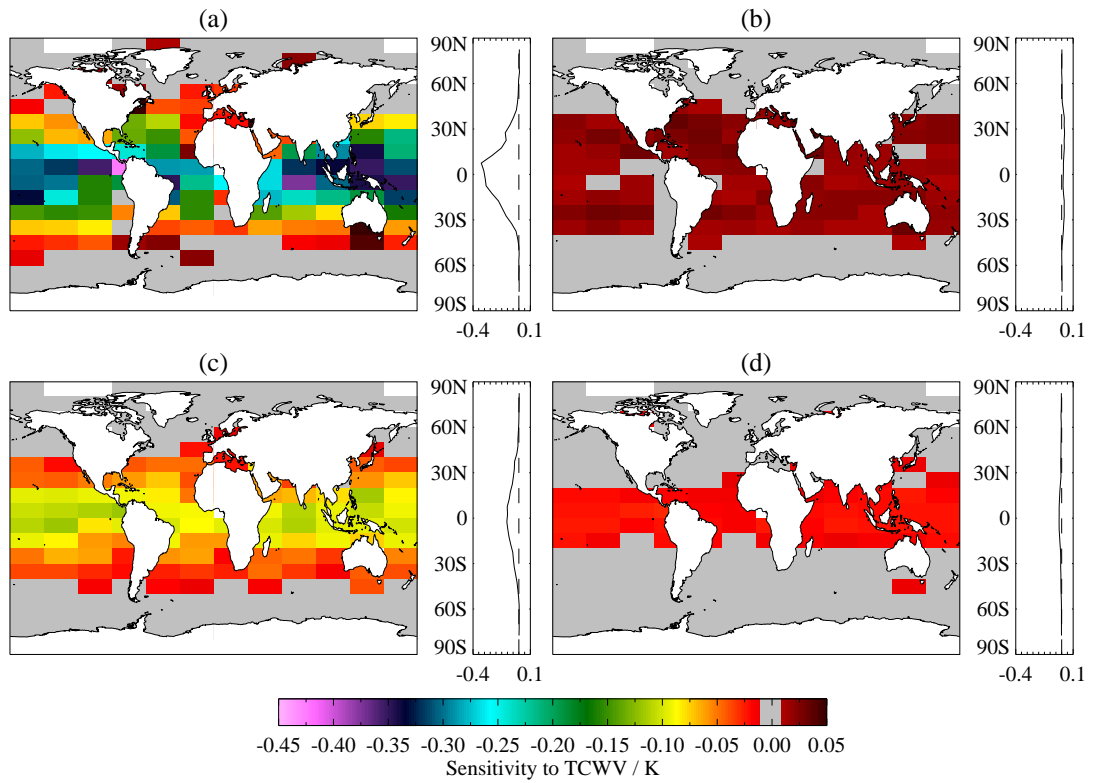 (a)
(b)
90N
60N
30N
0
30S
60S
90S
-0.4 0.1
90N
60N
30N
0
30S
60S
90S
-0.4 0.1
(c)
(d)
90N
60N
30N
0
30S
60S
90S
-0.4 0.1
90N
60N
30N
0
30S
60S
90S
-0.4 0.1
-0.45 -0.40 -0.35 -0.30 -0.25 -0.20 -0.15 -0.10 -0.05 0.00 0.05
Sensitivity to TCWV / K